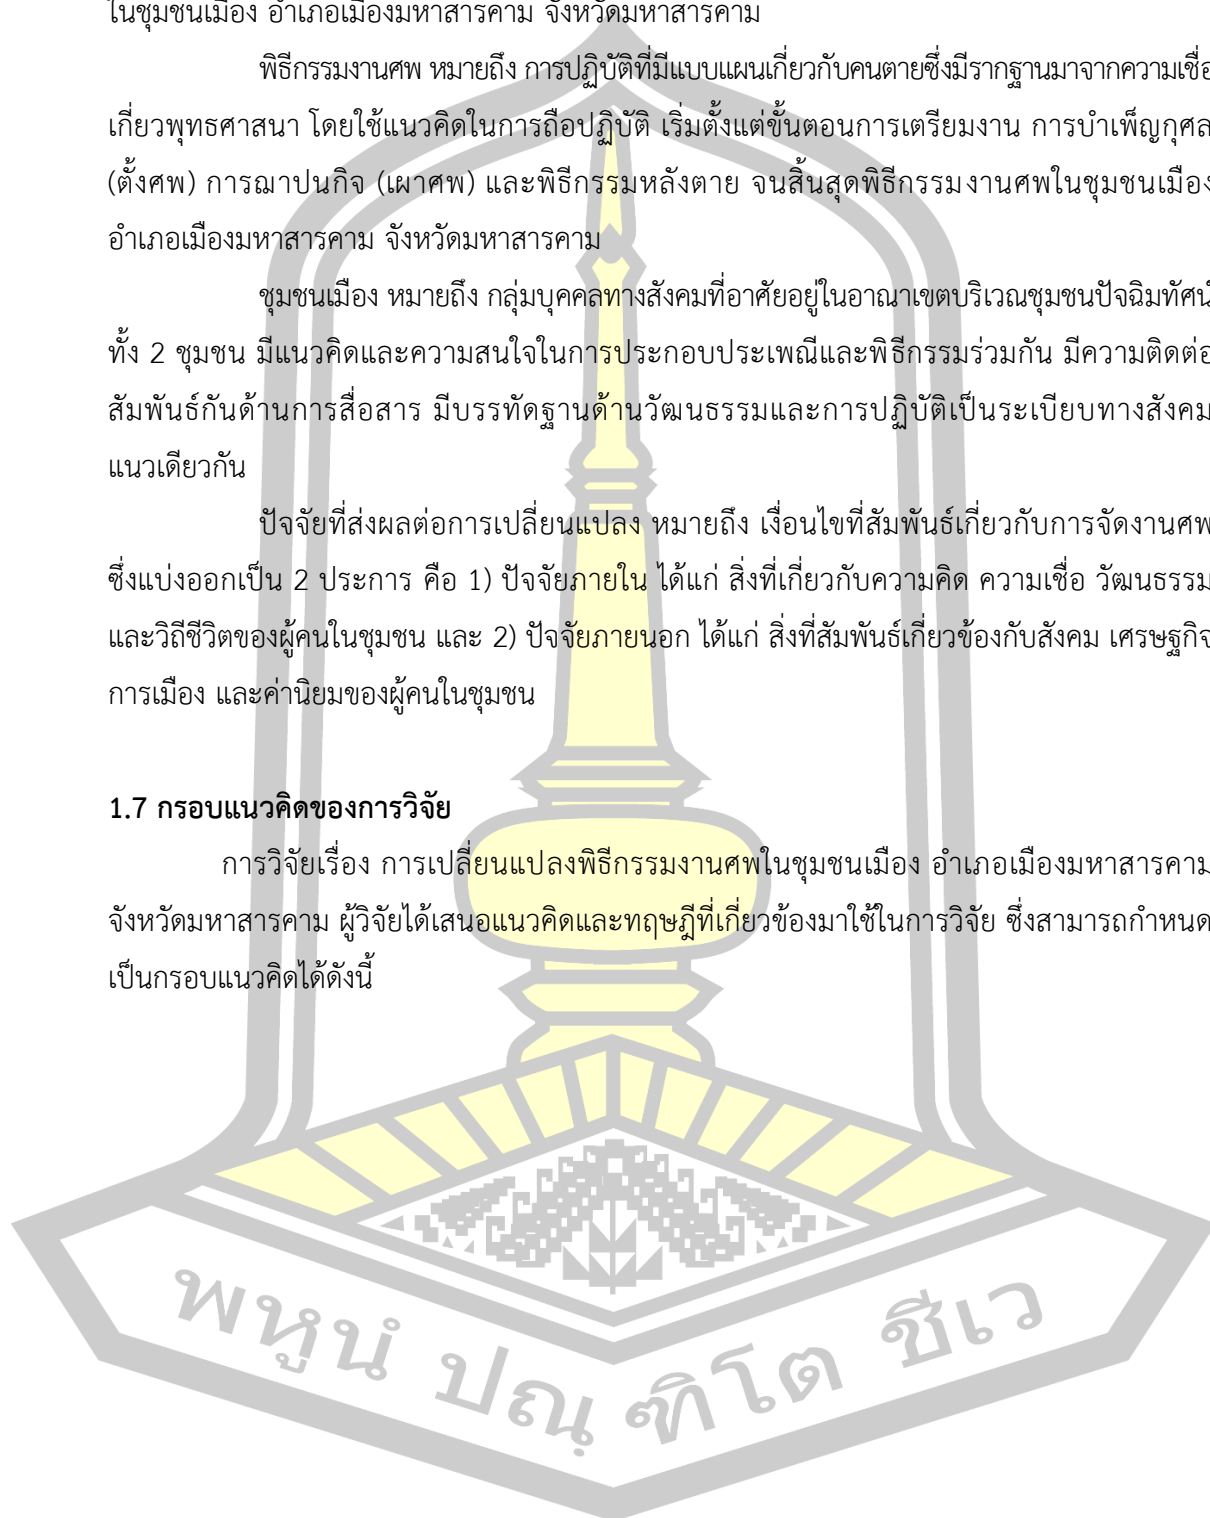 ในชุมชนเมือง อำเภอเมืองมหาสารคาม จังหวัดมหาสารคาม
พิธีกรรมงานศพ หมายถึง การปฏิบัติที่มีแบบแผนเกี่ยวกับคนตายซึ่งมีรากฐานมาจากความเชื่อ
เกี่ยวพุทธศาสนา โดยใช้แนวคิดในการถือปฏิบัติ เริ่มตั้งแต่ขั้นตอนการเตรียมงาน การบำเพ็ญกุศล
(ตั้งศพ) การฌาปนกิจ (เผาศพ) และพิธีกรรมหลังตาย จนสิ้นสุดพิธีกรรมงานศพในชุมชนเมือง
อำเภอเมืองมหาสารคาม จังหวัดมหาสารคาม
ชุมชนเมือง หมายถึง กลุ่มบุคคลทางสังคมที่อาศัยอยู่ในอาณาเขตบริเวณชุมชนปัจฉิมทัศน์
ทั้ง 2 ชุมชน มีแนวคิดและความสนใจในการประกอบประเพณีและพิธีกรรมร่วมกัน มีความติดต่อ
สัมพันธ์กันด้านการสื่อสาร มีบรรทัดฐานด้านวัฒนธรรมและการปฏิบัติเป็นระเบียบทางสังคม
แนวเดียวกัน
ปัจจัยที่ส่งผลต่อการเปลี่ยนแปลง หมายถึง เงื่อนไขที่สัมพันธ์เกี่ยวกับการจัดงานศพ
ซึ่งแบ่งออกเป็น 2 ประการ คือ 1) ปัจจัยภายใน ได้แก่ สิ่งที่เกี่ยวกับความคิด ความเชื่อ วัฒนธรรม
และวิถีชีวิตของผู้คนในชุมชน และ 2) ปัจจัยภายนอก ได้แก่ สิ่งที่สัมพันธ์เกี่ยวข้องกับสังคม เศรษฐกิจ
การเมือง และค่านิยมของผู้คนในชุมชน
1.7 กรอบแนวคิดของการวิจัย
การวิจัยเรื่อง การเปลี่ยนแปลงพิธีกรรมงานศพในชุมชนเมือง อำเภอเมืองมหาสารคาม
จังหวัดมหาสารคาม ผู้วิจัยได้เสนอแนวคิดและทฤษฎีที่เกี่ยวข้องมาใช้ในการวิจัย ซึ่งสามารถกำหนด
เป็นกรอบแนวคิดได้ดังนี้
พหูนํ ปณฺฑิโต ชีเว